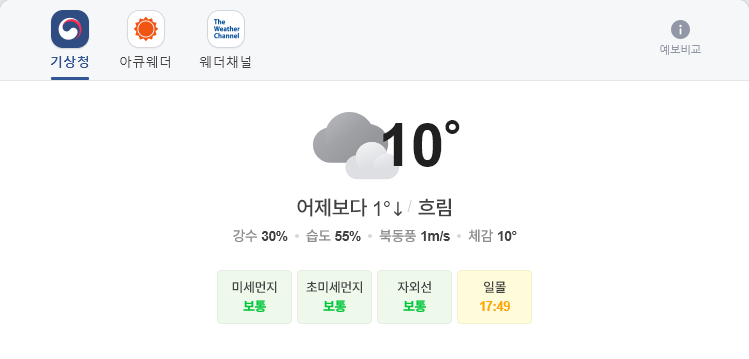 The
Weather
Channel
기상청 아큐웨더 웨더채널
예보비교
10°
어제보다 1°↓ / 흐림
강수 30% • 습도 55% • 북동풍 1m/s • 체감 10°
미세먼지 초미세먼지 자외선 일몰
보통 보통 보통 17:49